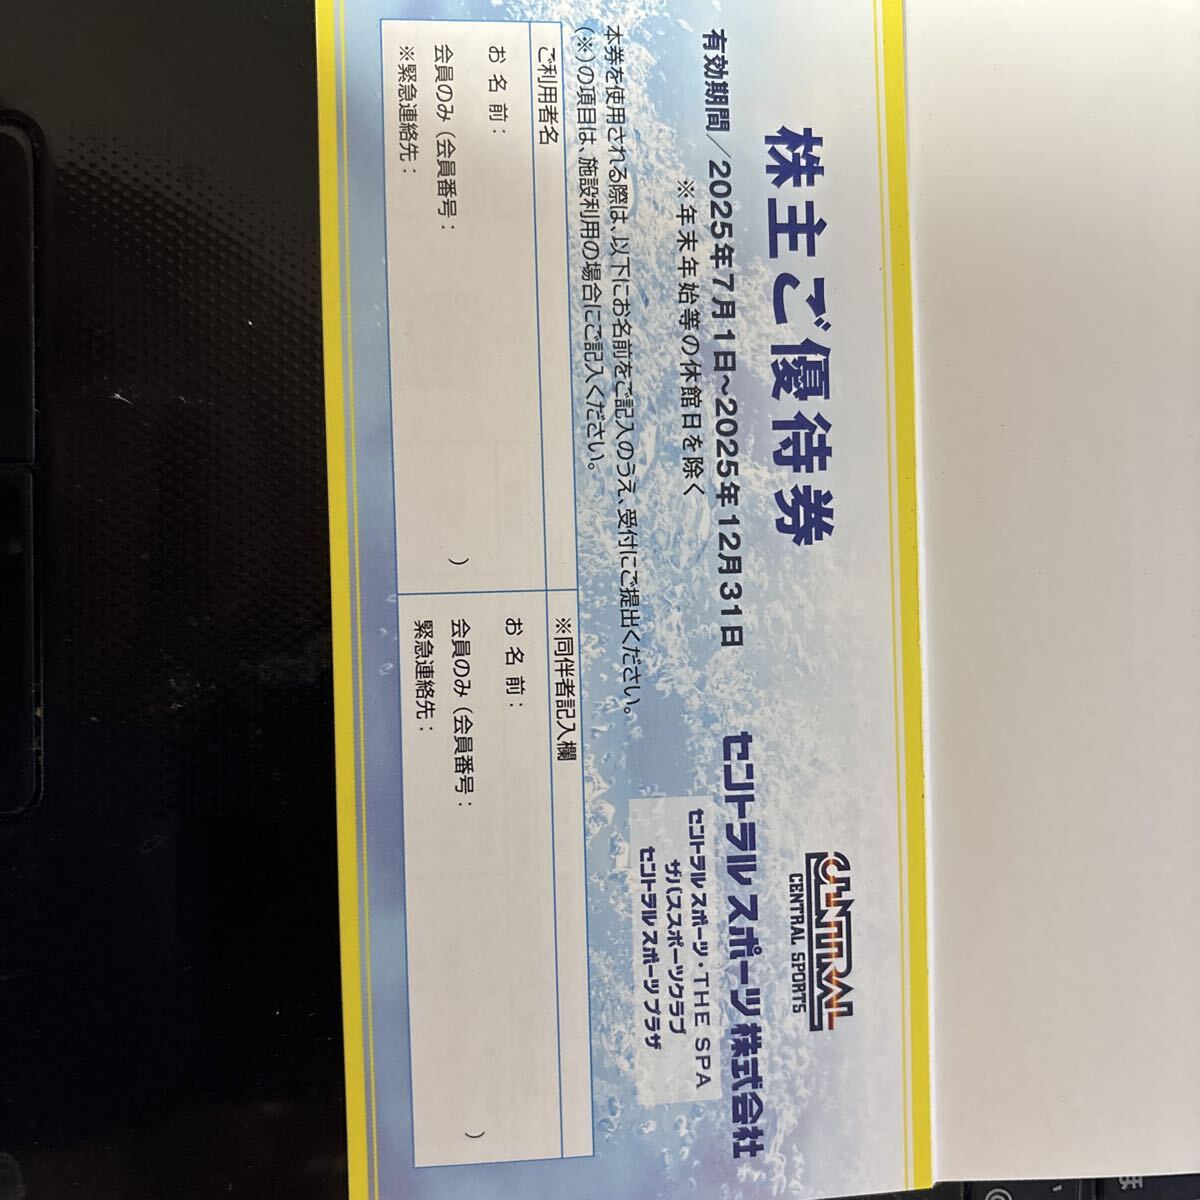 株主ご優待券
有効期間／2025年7月1日〜2025年12月31日
※年末年始等の休館日を除く
CENTRAL
CENTRAL SPORTS
セントラルスポーツ株式会社
セントラルスポーツ・THE SPA
ザバススポーツクラブ
セントラルスポーツプラザ
本券を使用される際は、以下にお名前をご記入のうえ、受付にご提出ください。
(※)の項目は、施設利用の場合にご記入ください。
ご利用者名
お 名 前：
会員のみ（会員番号： ）
※緊急連絡先：
※同伴者記入欄
お 名 前：
会員のみ（会員番号： ）
緊急連絡先：
ほ
い
@